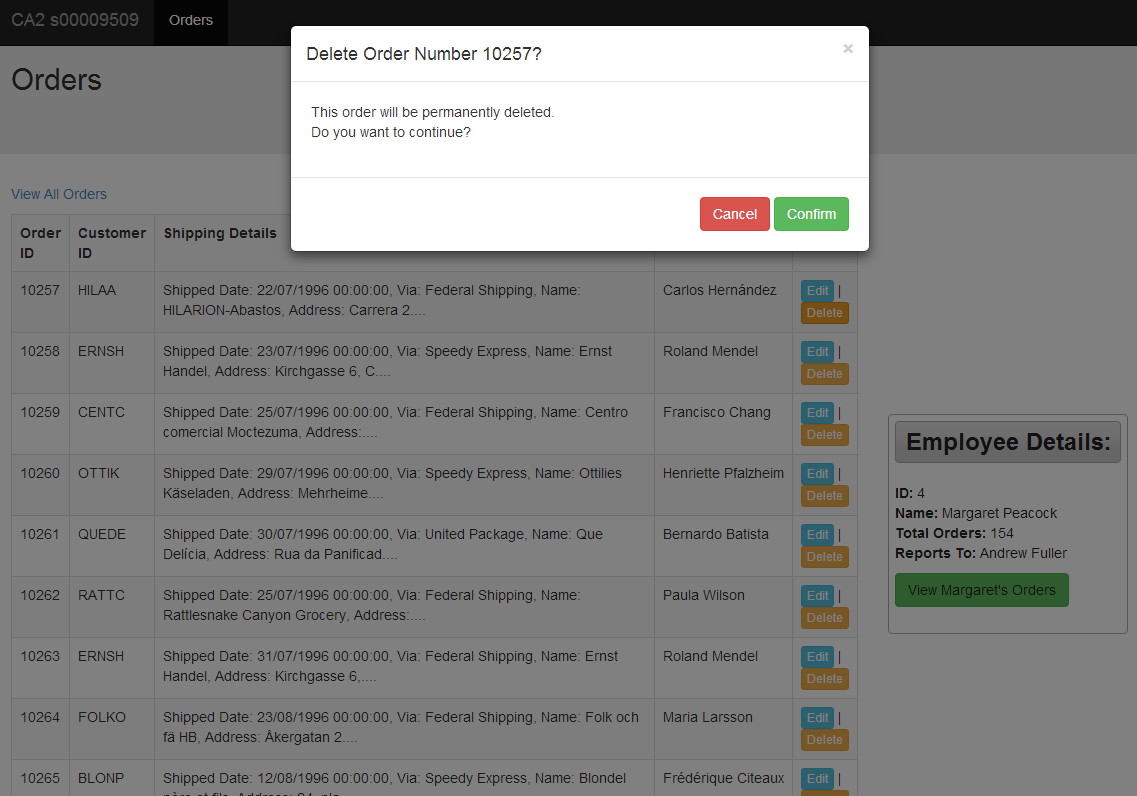 CA2 s00009509 Orders
Delete Order Number 10257? ×
This order will be permanently deleted.
Do you want to continue?
Cancel Confirm
Orders
View All Orders
Order ID Customer ID Shipping Details
10257 HILAA Shipped Date: 22/07/1996 00:00:00, Via: Federal Shipping, Name: Carlos Hernández Edit |
HILARION-Abastos, Address: Carrera 2.... Delete
10258 ERNSH Shipped Date: 23/07/1996 00:00:00, Via: Speedy Express, Name: Ernst Roland Mendel Edit |
Handel, Address: Kirchgasse 6, C.... Delete
10259 CENTC Shipped Date: 25/07/1996 00:00:00, Via: Federal Shipping, Name: Centro Francisco Chang Edit |
comercial Moctezuma, Address:.... Delete
10260 OTTIK Shipped Date: 29/07/1996 00:00:00, Via: Speedy Express, Name: Ottilies Henriette Pfalzheim Edit |
Käseladen, Address: Mehrheime.... Delete
10261 QUEDE Shipped Date: 30/07/1996 00:00:00, Via: United Package, Name: Que Bernardo Batista Edit |
Delícia, Address: Rua da Panificad.... Delete
10262 RATTC Shipped Date: 25/07/1996 00:00:00, Via: Federal Shipping, Name: Paula Wilson Edit |
Rattlesnake Canyon Grocery, Address:.... Delete
10263 ERNSH Shipped Date: 31/07/1996 00:00:00, Via: Federal Shipping, Name: Ernst Roland Mendel Edit |
Handel, Address: Kirchgasse 6,.... Delete
10264 FOLKO Shipped Date: 23/08/1996 00:00:00, Via: Federal Shipping, Name: Folk och Maria Larsson Edit |
fä HB, Address: Åkergatan 2.... Delete
10265 BLONP Shipped Date: 12/08/1996 00:00:00, Via: Speedy Express, Name: Blondel Frédérique Citeaux Edit |
Employee Details:
ID: 4
Name: Margaret Peacock
Total Orders: 154
Reports To: Andrew Fuller
View Margaret's Orders